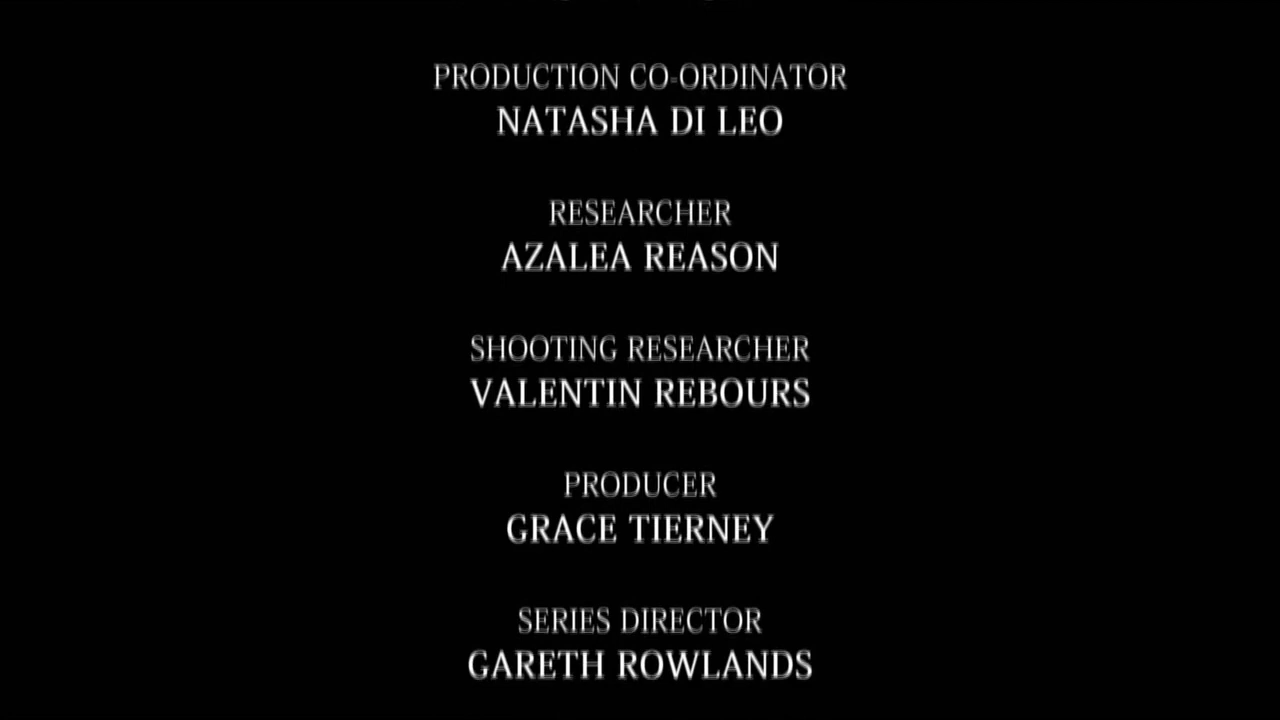 PRODUCTION CO-ORDINATOR
NATASHA DI LEO
RESEARCHER
AZALEA REASON
SHOOTING RESEARCHER
VALENTIN REBOURS
PRODUCER
GRACE TIERNEY
SERIES DIRECTOR
GARETH ROWLANDS